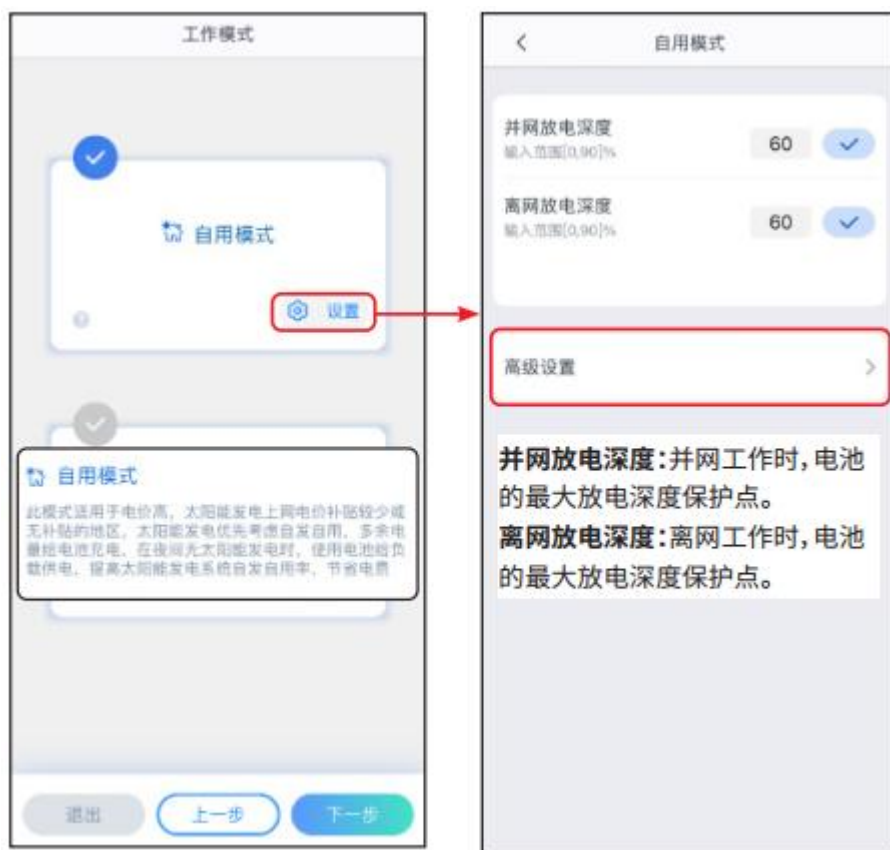 工作模式
自用模式
设置
自用模式
此模式适用于电价高，太阳能发电上网电价补贴较少或
无补贴的地区，太阳能发电优先考虑自发自用，多余电
量给电池充电，在夜间无太阳能发电时，使用电池给负
载供电，提高太阳能发电系统自发自用率，节省电费
退出
上一步
下一步
自用模式
并网放电深度
输入范围[0,90]%
60
离网放电深度
输入范围[0,90]%
60
高级设置
并网放电深度：并网工作时，电池
的最大放电深度保护点。
离网放电深度：离网工作时，电池
的最大放电深度保护点。